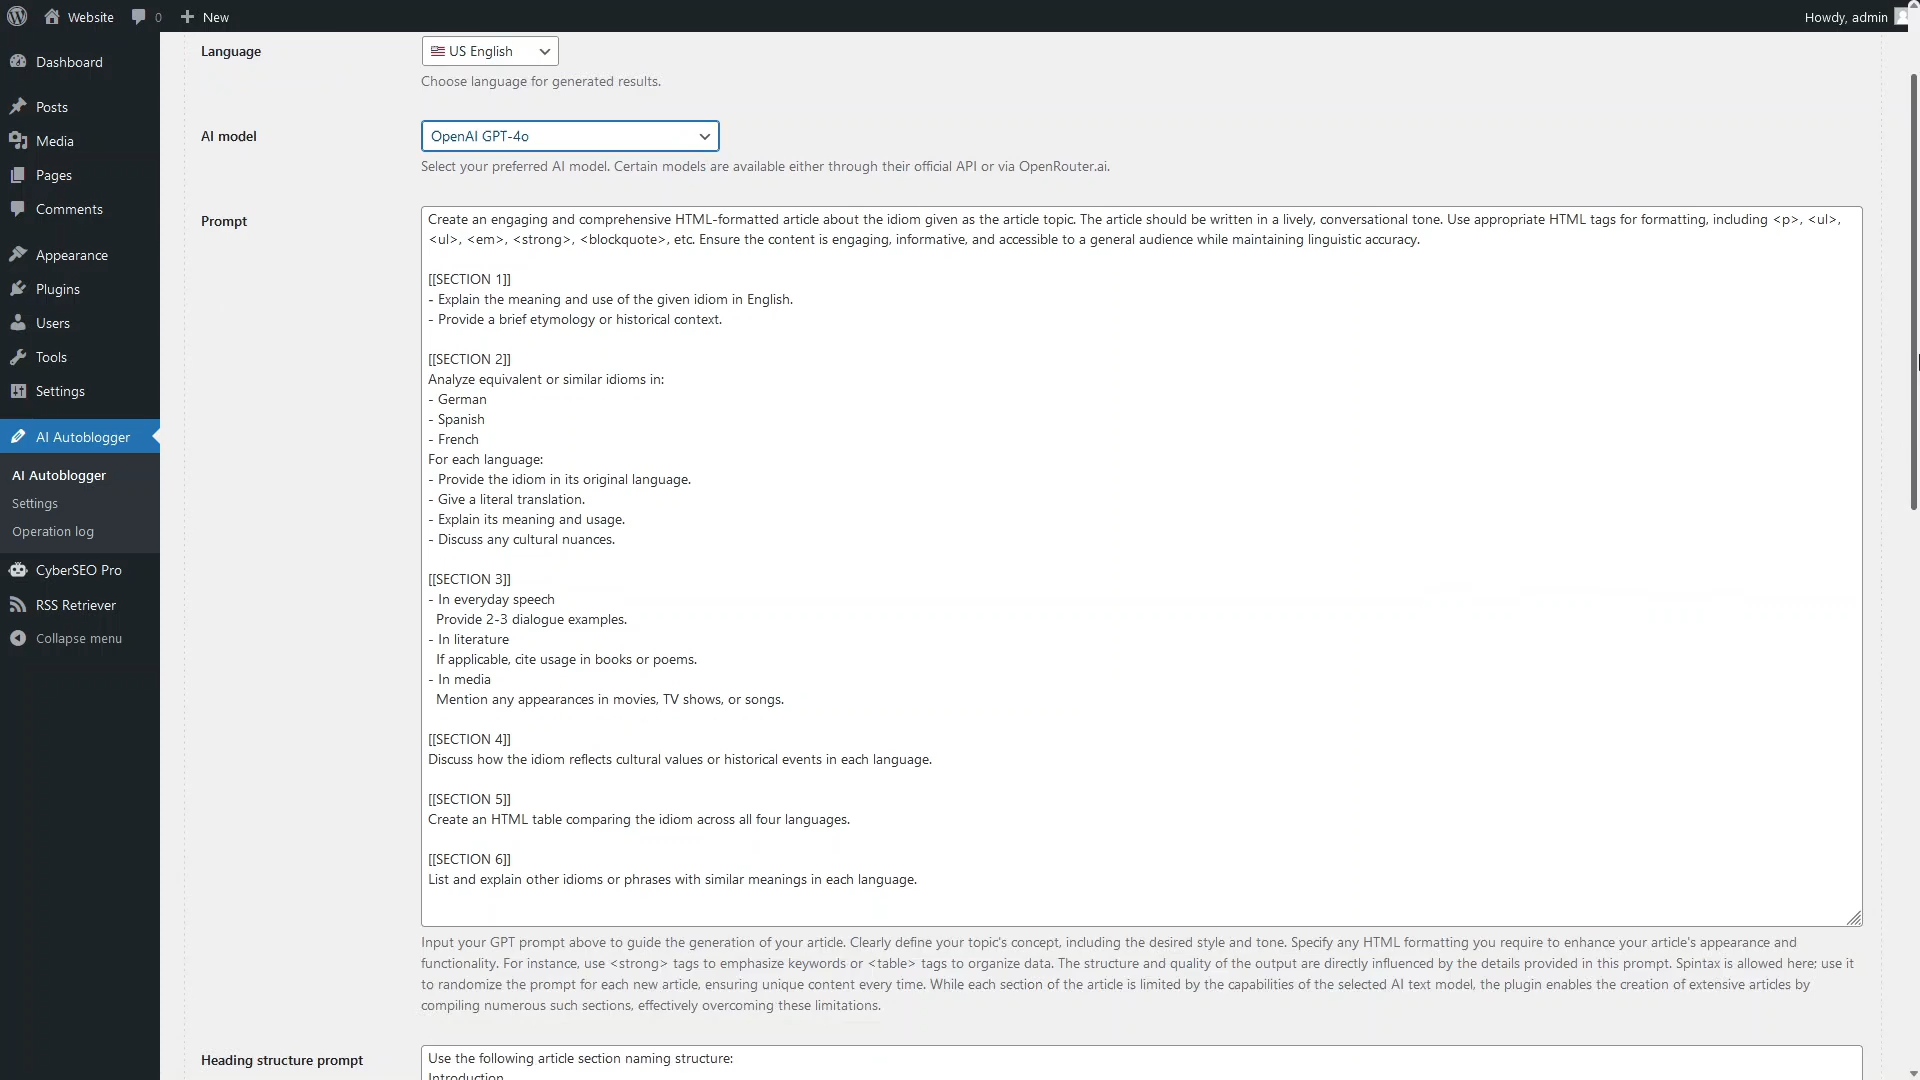 Website
0
New
Howdy, admin
Dashboard
Posts
Media
Pages
Comments
Appearance
Plugins
Users
Tools
Settings
AI Autoblogger
AI Autoblogger
Settings
Operation log
CyberSEO Pro
RSS Retriever
Collapse menu
Language
US English
Choose language for generated results.
AI model
OpenAI GPT-4o
Select your preferred AI model. Certain models are available either through their official API or via OpenRouter.ai.
Prompt
Create an engaging and comprehensive HTML-formatted article about the idiom given as the article topic. The article should be written in a lively, conversational tone. Use appropriate HTML tags for formatting, including <p>, <ul>,
<ul>, <em>, <strong>, <blockquote>, etc. Ensure the content is engaging, informative, and accessible to a general audience while maintaining linguistic accuracy.
[[SECTION 1]]
- Explain the meaning and use of the given idiom in English.
- Provide a brief etymology or historical context.
[[SECTION 2]]
Analyze equivalent or similar idioms in:
- German
- Spanish
- French
For each language:
- Provide the idiom in its original language.
- Give a literal translation.
- Explain its meaning and usage.
- Discuss any cultural nuances.
[[SECTION 3]]
- In everyday speech
Provide 2-3 dialogue examples.
- In literature
If applicable, cite usage in books or poems.
- In media
Mention any appearances in movies, TV shows, or songs.
[[SECTION 4]]
Discuss how the idiom reflects cultural values or historical events in each language.
[[SECTION 5]]
Create an HTML table comparing the idiom across all four languages.
[[SECTION 6]]
List and explain other idioms or phrases with similar meanings in each language.
Input your GPT prompt above to guide the generation of your article. Clearly define your topic's concept, including the desired style and tone. Specify any HTML formatting you require to enhance your article's appearance and
functionality. For instance, use <strong> tags to emphasize keywords or <table> tags to organize data. The structure and quality of the output are directly influenced by the details provided in this prompt. Spintax is allowed here; use it
to randomize the prompt for each new article, ensuring unique content every time. While each section of the article is limited by the capabilities of the selected AI text model, the plugin enables the creation of extensive articles by
compiling numerous such sections, effectively overcoming these limitations.
Heading structure prompt
Use the following article section naming structure:
Introduction